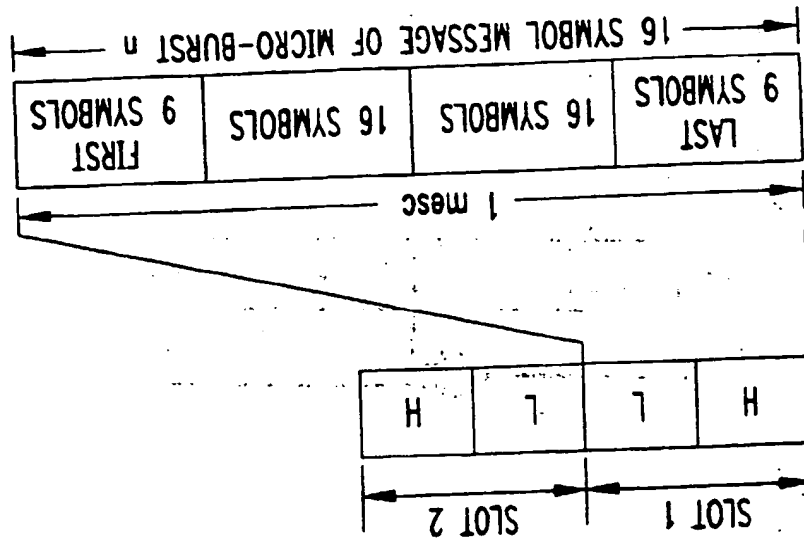 SLOT 1 SLOT 2
H L L H
1 mesc
LAST
9 SYMBOLS
16 SYMBOLS
16 SYMBOLS
FIRST
9 SYMBOLS
16 SYMBOL MESSAGE OF MICRO-BURST n